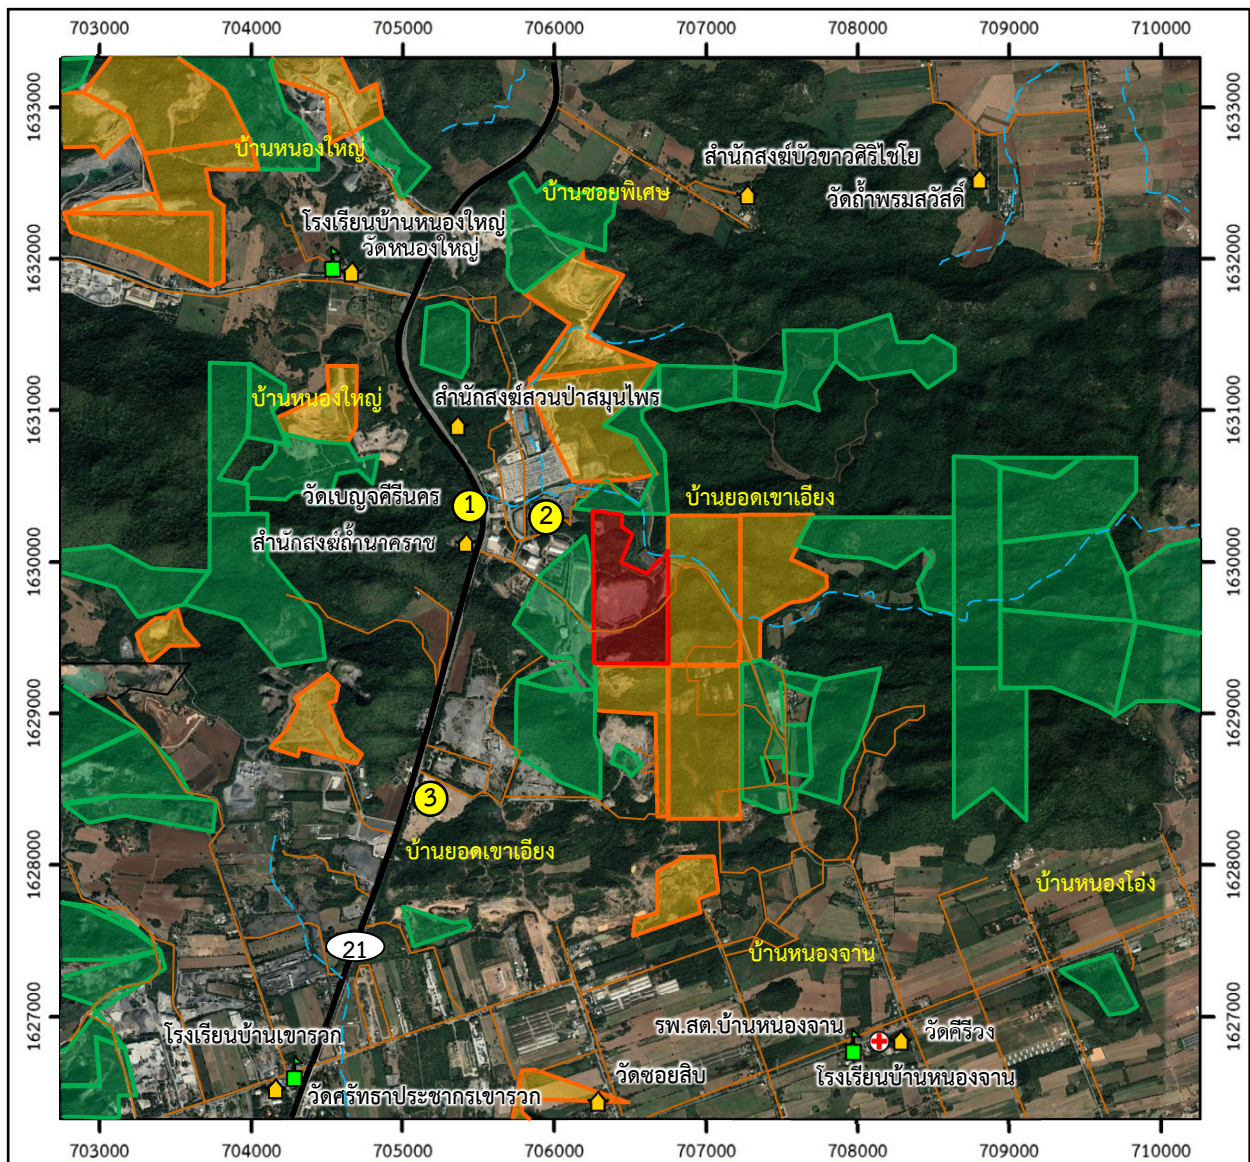 703000 704000 705000 706000 707000 708000 709000 710000
1633000
1633000
บ้านหนองใหญ่
สำนักสงฆ์บัวขาวศิริไชโย
บ้านซอยพิเศษ
วัดถ้ำพรมสวัสดิ์
โรงเรียนบ้านหนองใหญ่
วัดหนองใหญ่
1632000
1632000
1631000
1631000
บ้านหนองใหญ่
สำนักสงฆ์สวนป่าสมุนไพร
วัดเบญจคีรีนคร
1
2
บ้านยอดเขาเอียง
สำนักสงฆ์ถ้ำนาคราช
1630000
1630000
1629000
1629000
3
บ้านยอดเขาเอียง
1628000
1628000
บ้านหนองโอ่ง
21
บ้านหนองจาน
1627000
1627000
โรงเรียนบ้านเขารวก
รพ.สต.บ้านหนองจาน
วัดคีรีวง
วัดซอยสิบ
โรงเรียนบ้านหนองจาน
วัดศรัทธาประชากรเขารวก
703000 704000 705000 706000 707000 708000 709000 710000